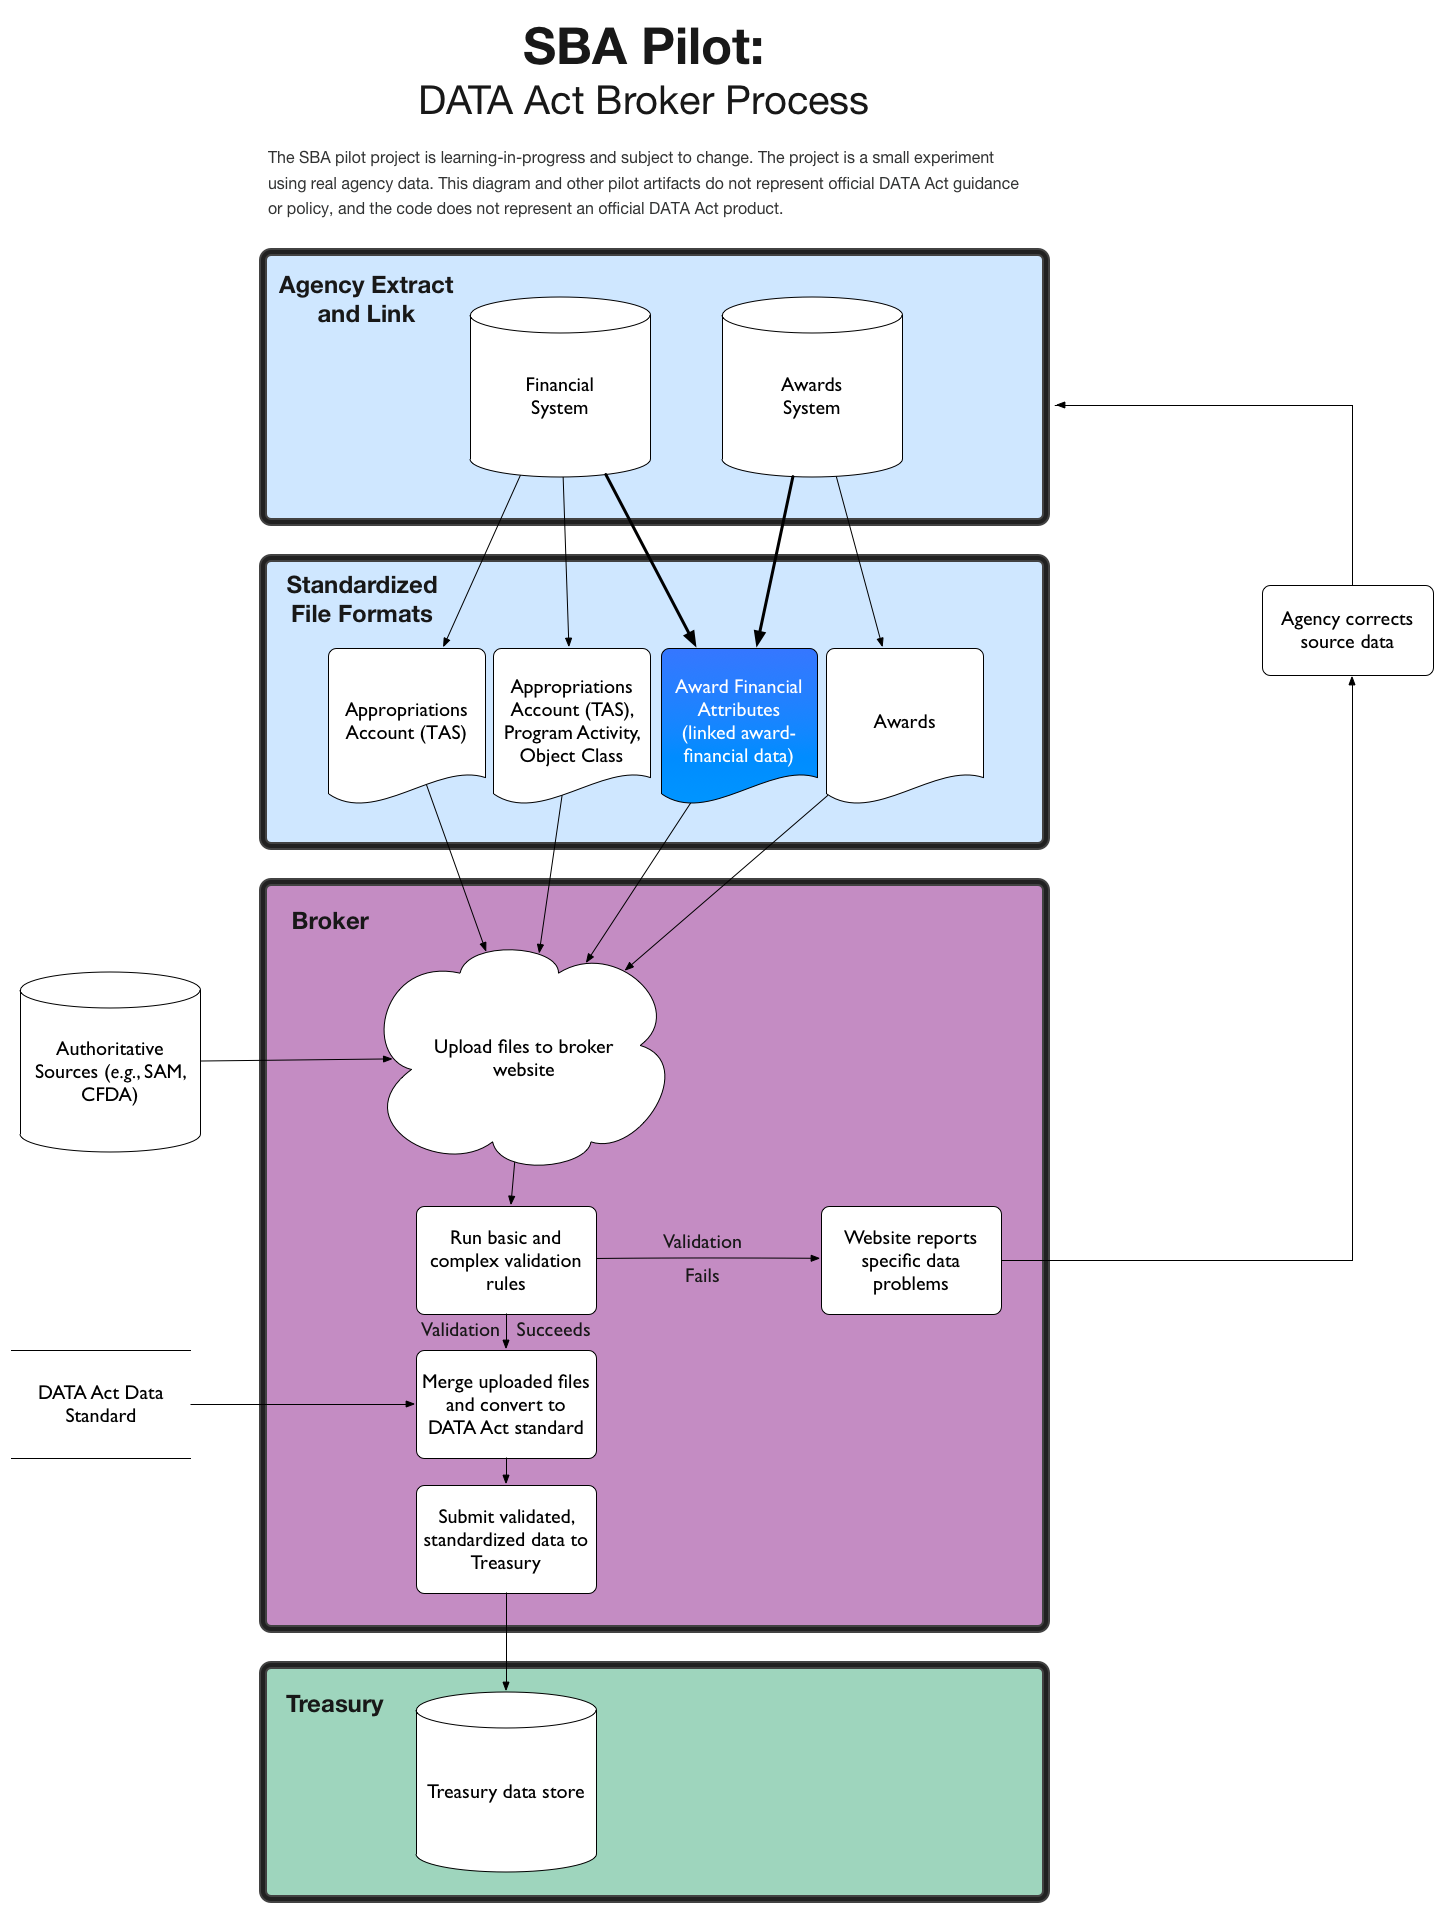 SBA Pilot:
DATA Act Broker Process
The SBA pilot project is learning-in-progress and subject to change. The project is a small experiment
using real agency data. This diagram and other pilot artifacts do not represent official DATA Act guidance
or policy, and the code does not represent an official DATA Act product.
Agency Extract
and Link
Financial
System
Awards
System
Standardized
File Formats
Agency corrects
source data
Appropriations
Account (TAS)
Appropriations
Account (TAS),
Program Activity,
Object Class
Award Financial
Attributes
(linked award-
financial data)
Awards
Broker
Authoritative
Sources (e.g., SAM,
CFDA)
Upload files to broker
website
Run basic and
complex validation
rules
Validation
Fails
Website reports
specific data
problems
Validation Succeeds
DATA Act Data
Standard
Merge uploaded files
and convert to
DATA Act standard
Submit validated,
standardized data to
Treasury
Treasury
Treasury data store